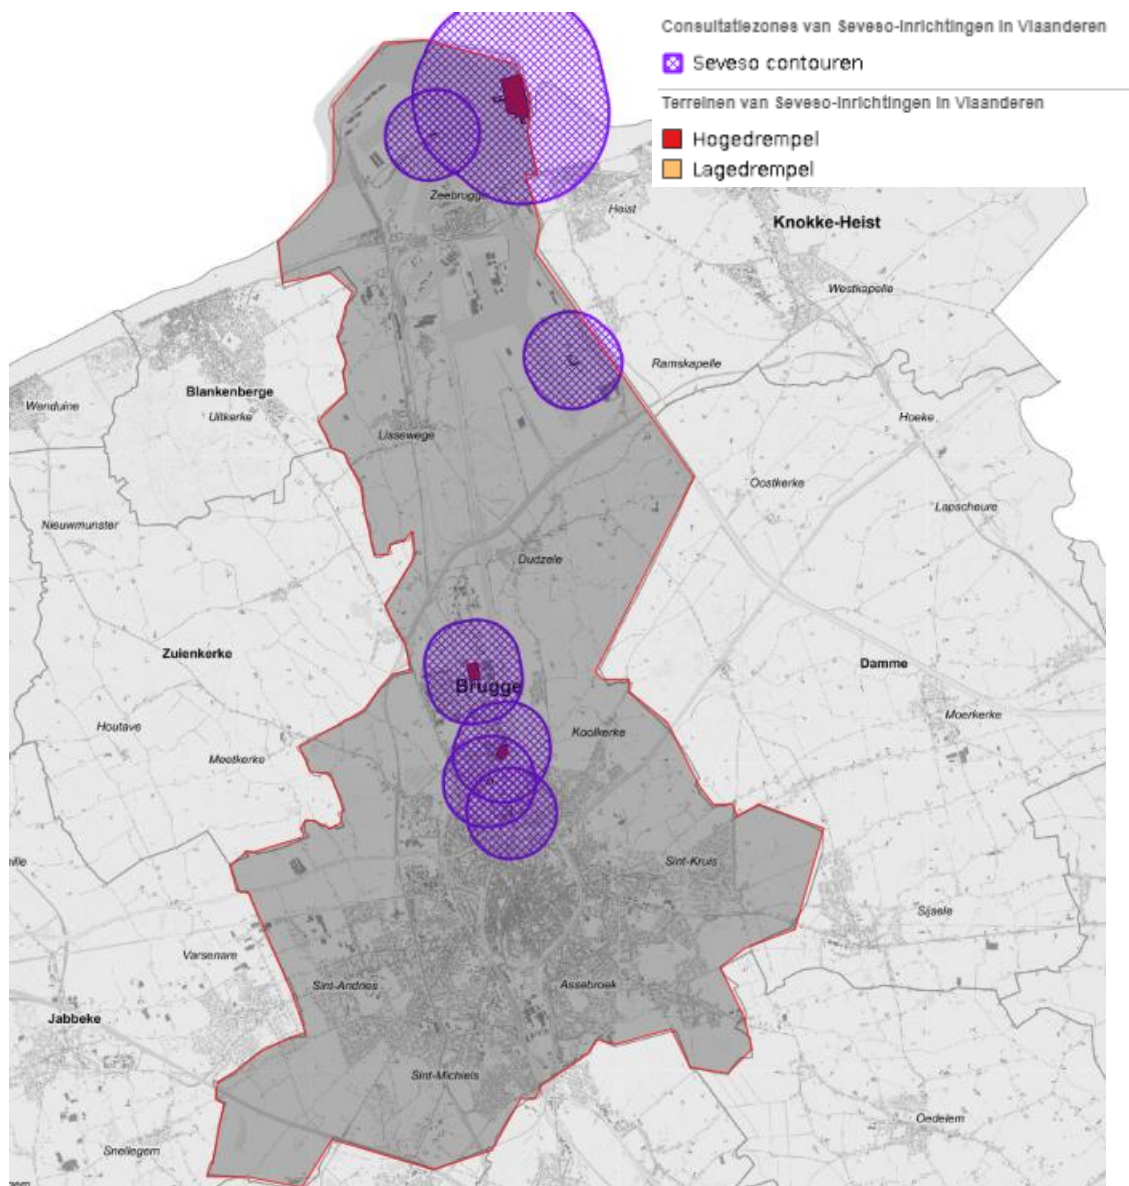 Consultatiezones van Seveso-inrichtingen in Vlaanderen
Seveso contouren
Terreinen van Seveso-inrichtingen in Vlaanderen
Hogedrempel
Lagedrempel
Zeebrugge
Heist
Knokke-Heist
Westkapelle
Ramskapelle
Blankenberge
Wenduine
Uitkerke
Lissewege
Hoeke
Oostkerke
Lapscheure
Nieuwmunster
Dudzele
Zuienkerke
Damme
Brugge
Houtave
Moerkerke
Koolkerke
Meetkerke
Sint-Kruis
Sijsele
Varsenare
Sint-Andries
Assebroek
Jabbeke
Sint-Michiels
Oedelem
Snellegem